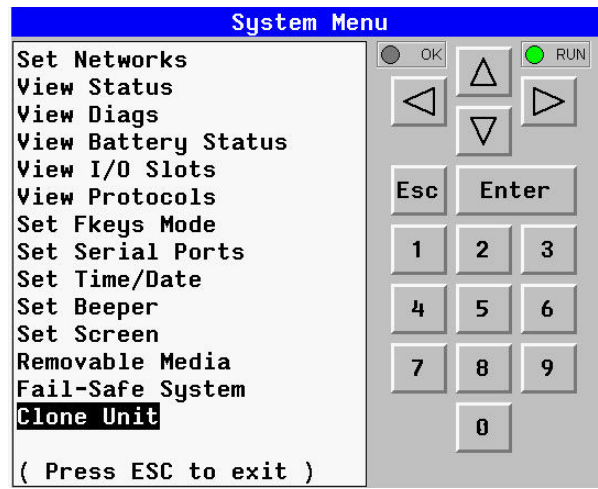 System Menu
Set Networks
View Status
View Diags
View Battery Status
View I/O Slots
View Protocols
Set Fkeys Mode
Set Serial Ports
Set Time/Date
Set Beeper
Set Screen
Removable Media
Fail-Safe System
Clone Unit
( Press ESC to exit )
OK
RUN
Esc
Enter
1
2
3
4
5
6
7
8
9
0